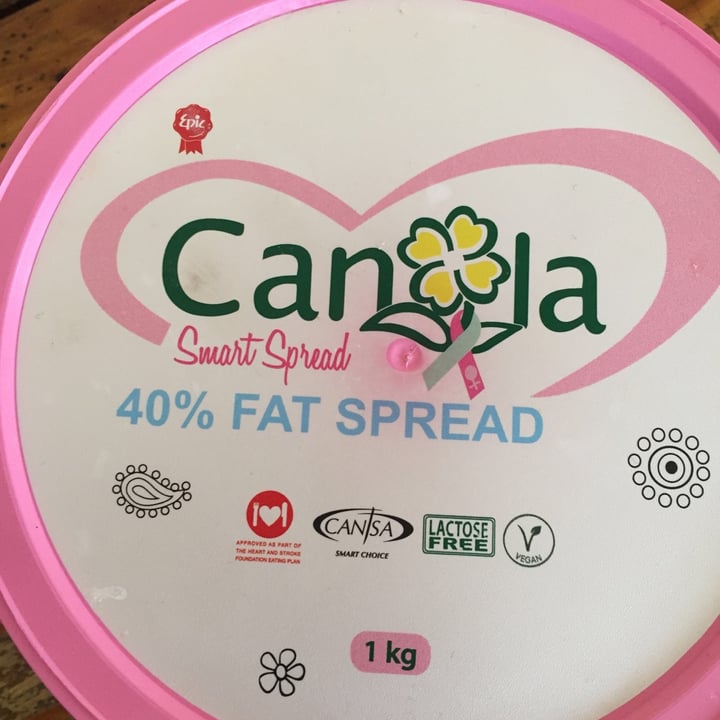 Epic
Canola
Smart Spread
40% FAT SPREAD
APPROVED AS PART OF
THE HEART AND STROKE
FOUNDATION EATING PLAN
CANSA
SMART CHOICE
LACTOSE
FREE
VEGAN
1 kg